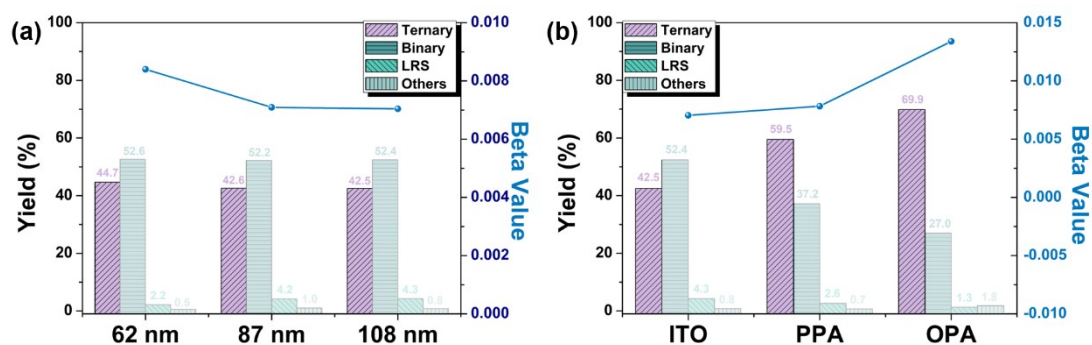 (a)
Yield (%)
100
80
60
40
20
0
Ternary
Binary
LRS
Others
44.7
52.6
2.2
0.5
42.6
52.2
4.2
1.0
42.5
52.4
4.3
0.8
62 nm
87 nm
108 nm
0.010
0.008
0.006
0.004
0.002
0.000
Beta Value
(b)
Yield (%)
100
80
60
40
20
0
Ternary
Binary
LRS
Others
42.5
52.4
4.3
0.8
59.5
37.2
2.6
0.7
69.9
27.0
1.3
1.8
ITO
PPA
OPA
0.015
0.010
0.005
0.000
-0.005
-0.010
Beta Value